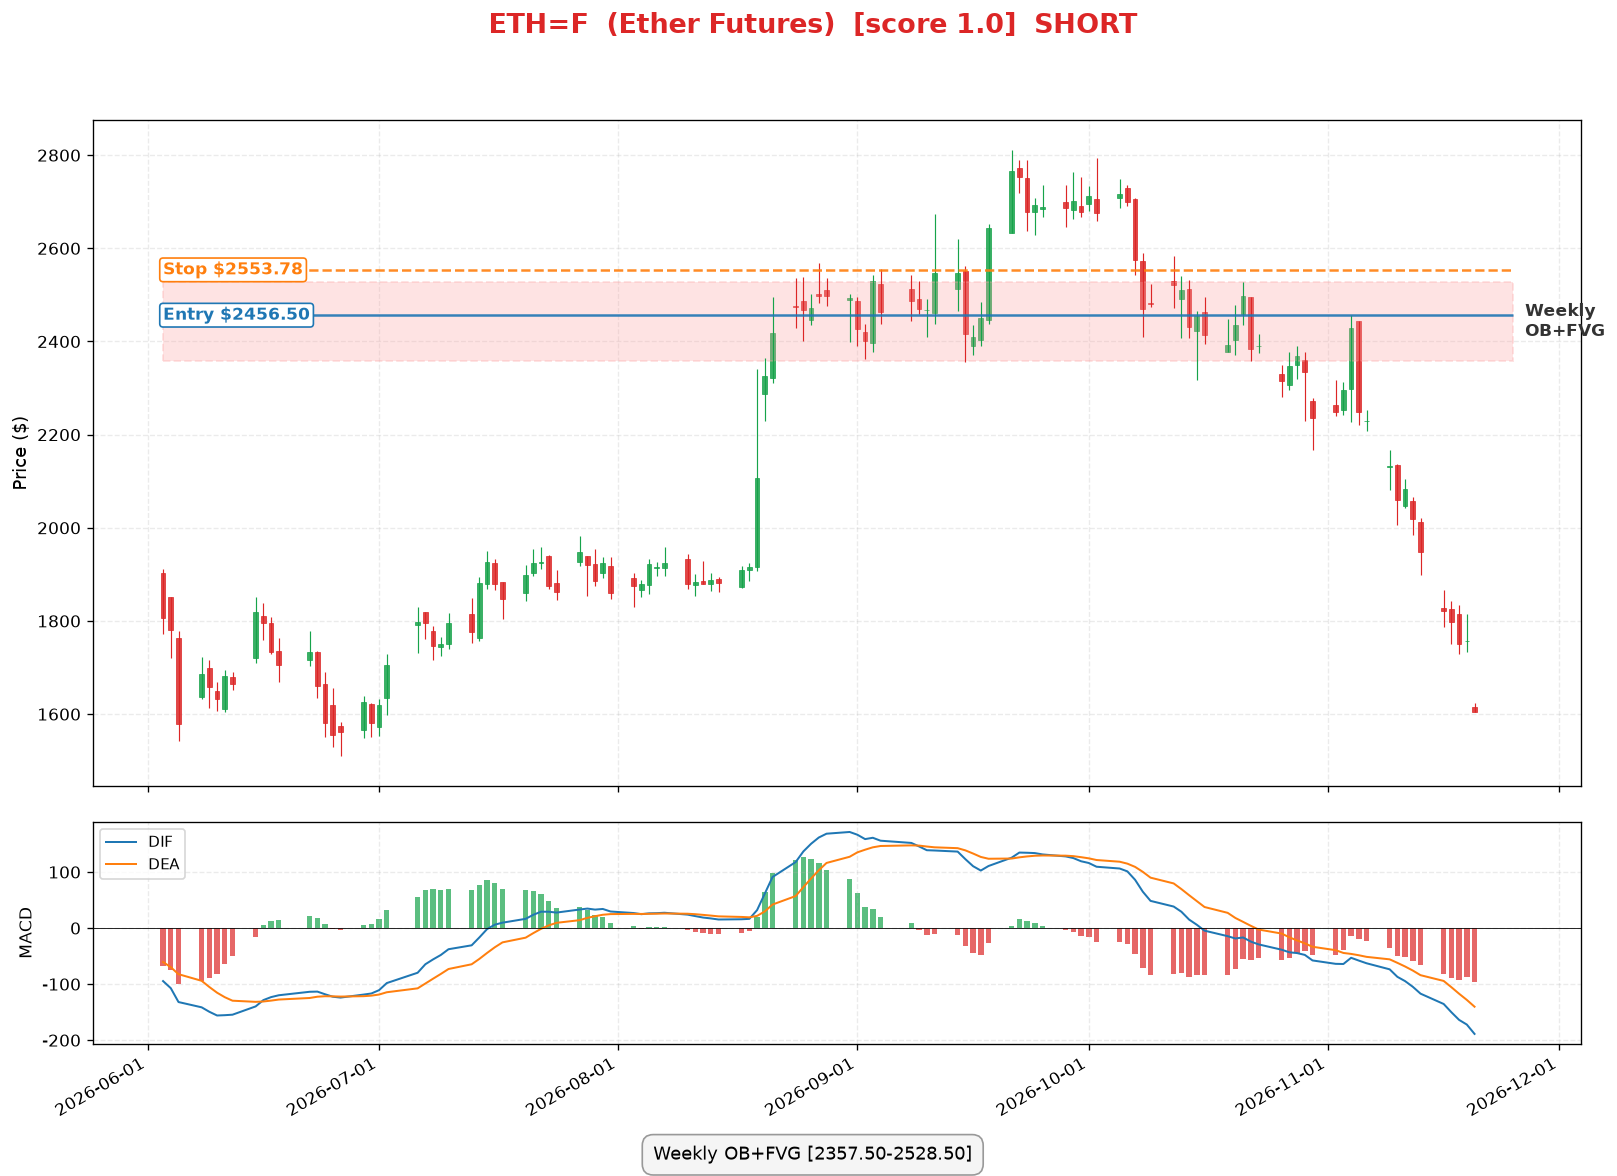 ETH=F  (Ether Futures)  [score 1.0]  SHORT
Price ($)
2800
2600
2400
2200
2000
1800
1600
Stop $2553.78
Entry $2456.50
Weekly
OB+FVG
MACD
100
0
-100
-200
DIF
DEA
2026-06-01
2026-07-01
2026-08-01
2026-09-01
2026-10-01
2026-11-01
2026-12-01
Weekly OB+FVG [2357.50-2528.50]